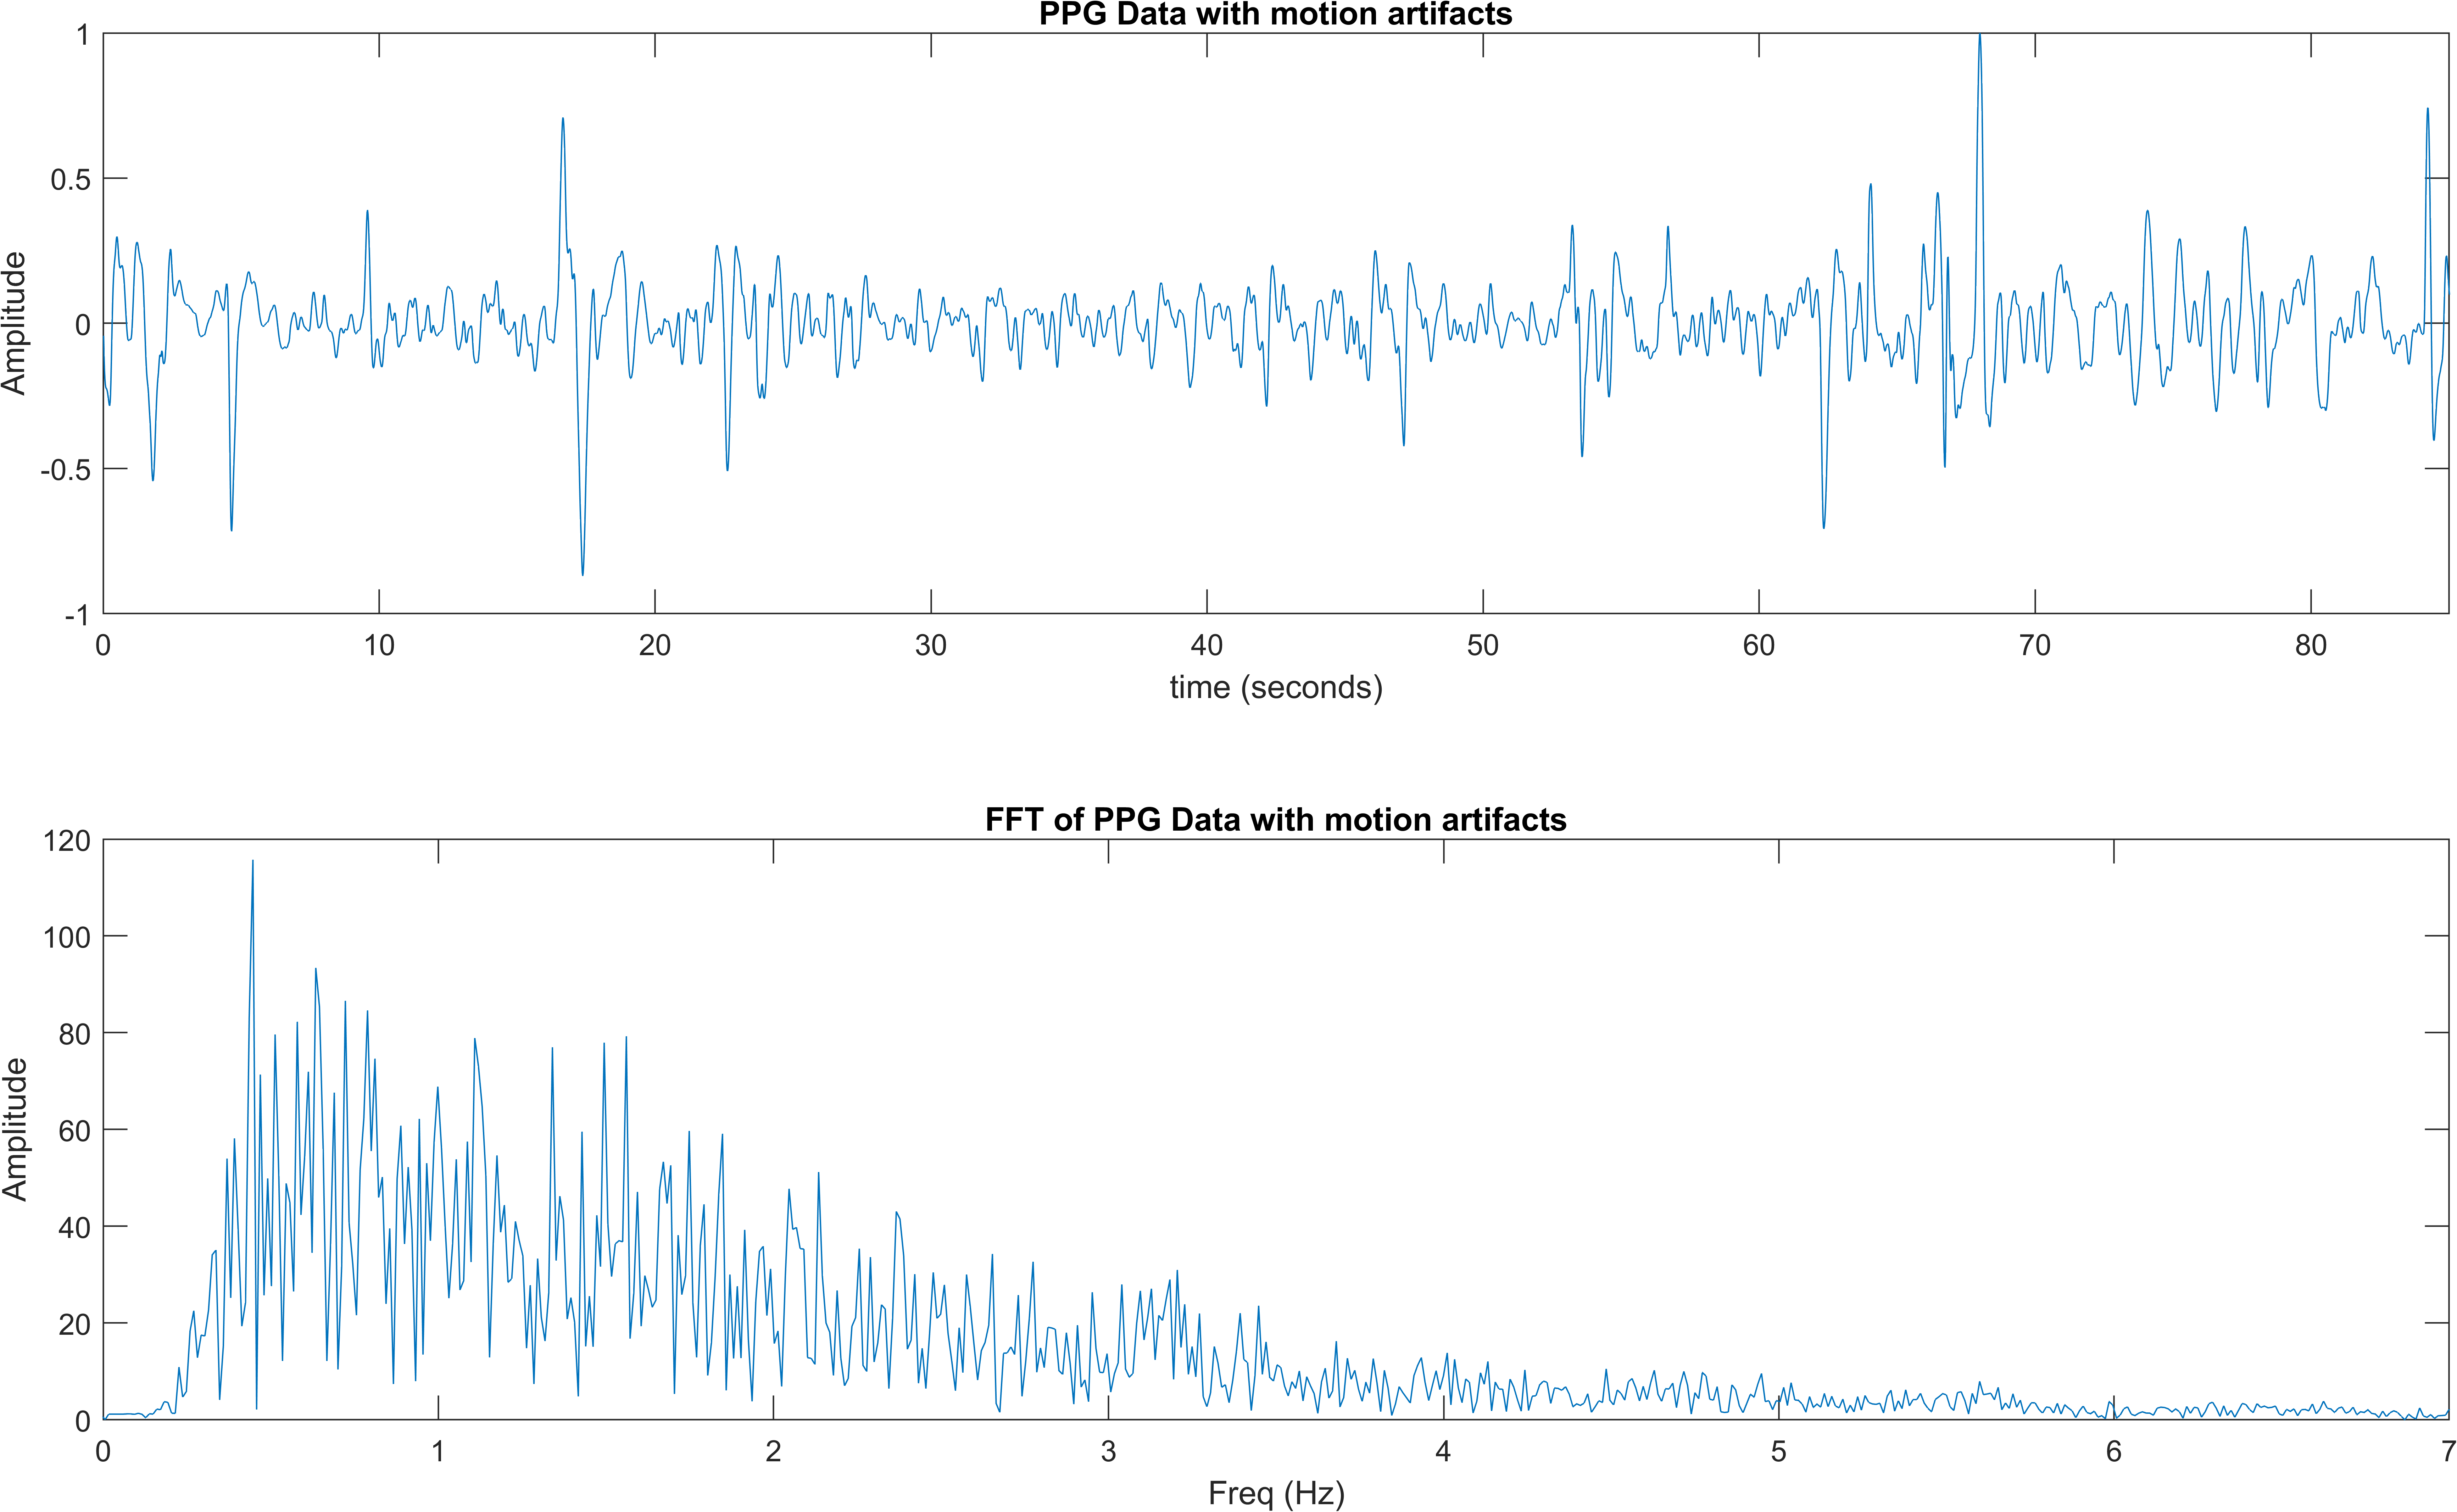 PPG Data with motion artifacts
1
0.5
0
-0.5
-1
Amplitude
0 10 20 30 40 50 60 70 80
time (seconds)
FFT of PPG Data with motion artifacts
120
100
80
60
40
20
0
Amplitude
0 1 2 3 4 5 6 7
Freq (Hz)